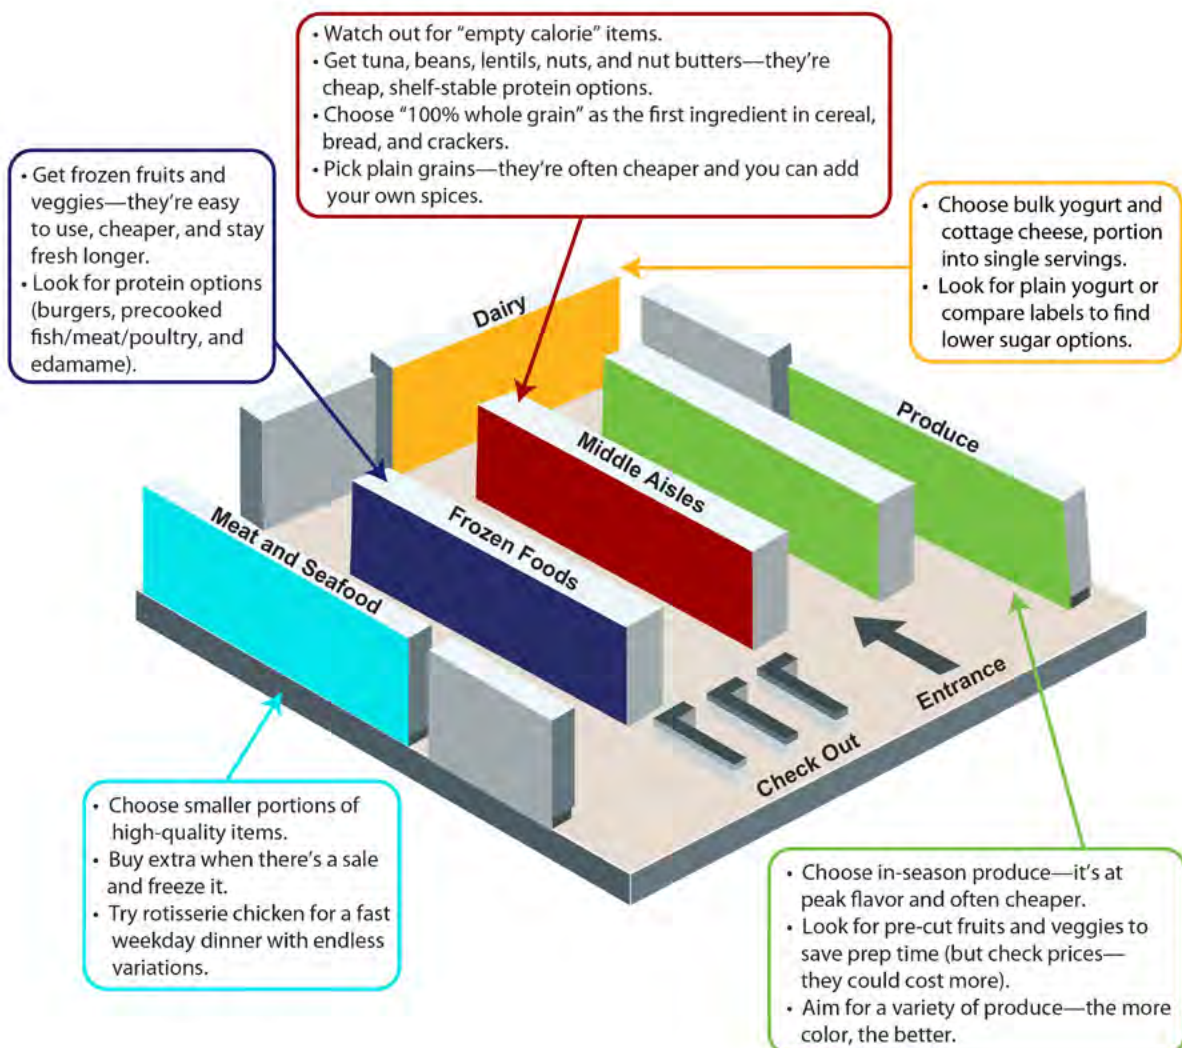 • Watch out for “empty calorie” items.
• Get tuna, beans, lentils, nuts, and nut butters—they’re
cheap, shelf-stable protein options.
• Choose “100% whole grain” as the first ingredient in cereal,
bread, and crackers.
• Pick plain grains—they’re often cheaper and you can add
your own spices.
• Get frozen fruits and
veggies—they’re easy
to use, cheaper, and stay
fresh longer.
• Look for protein options
(burgers, precooked
fish/meat/poultry, and
edamame).
• Choose bulk yogurt and
cottage cheese, portion
into single servings.
• Look for plain yogurt or
compare labels to find
lower sugar options.
Dairy
Produce
Middle Aisles
Frozen Foods
Meat and Seafood
Entrance
Check Out
• Choose smaller portions of
high-quality items.
• Buy extra when there’s a sale
and freeze it.
• Try rotisserie chicken for a fast
weekday dinner with endless
variations.
• Choose in-season produce—it’s at
peak flavor and often cheaper.
• Look for pre-cut fruits and veggies to
save prep time (but check prices—
they could cost more).
• Aim for a variety of produce—the more
color, the better.